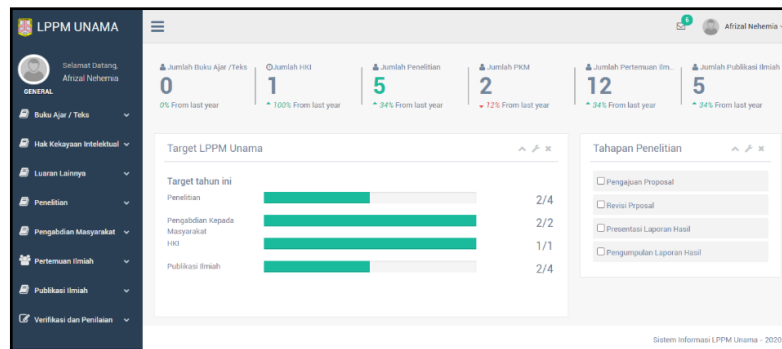 LPPM UNAMA
6
Afrizal Nehemia
Selamat Datang,
Afrizal Nehemia
GENERAL
Buku Ajar / Teks
Hak Kekayaan Intelektual
Luaran Lainnya
Penelitian
Pengabdian Masyarakat
Pertemuan Ilmiah
Publikasi Ilmiah
Verifikasi dan Penilaian
Jumlah Buku Ajar /Teks
0
0% From last year
Jumlah HKI
1
100% From last year
Jumlah Penelitian
5
34% From last year
Jumlah PKM
2
12% From last year
Jumlah Pertemuan Ilm...
12
34% From last year
Jumlah Publikasi Ilmiah
5
34% From last year
Target LPPM Unama
Target tahun ini
Penelitian
2/4
Pengabdian Kepada
Masyarakat
2/2
HKI
1/1
Publikasi Ilmiah
2/4
Tahapan Penelitian
Pengajuan Proposal
Revisi Prposal
Presentasi Laporan Hasil
Pengumpulan Laporan Hasil
Sistem Informasi LPPM Unama - 2020